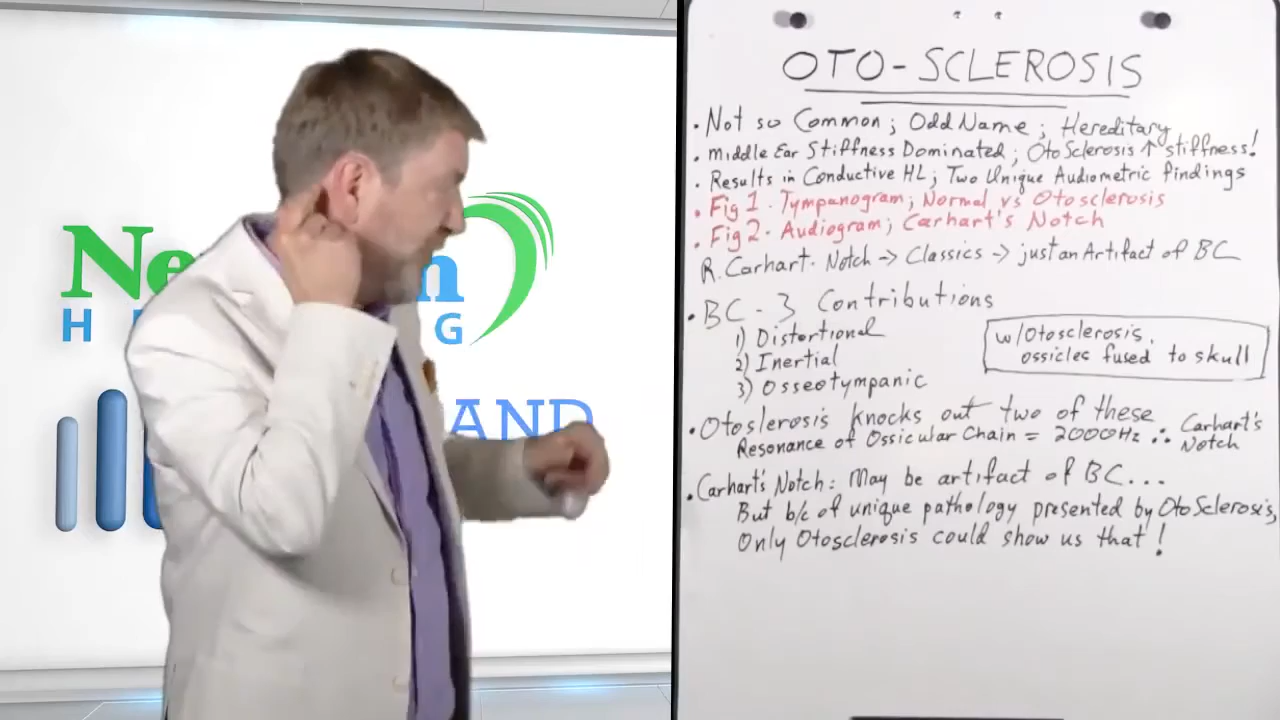 Ne
n
H
G
AND
OTO-SCLEROSIS
• Not so Common; Odd Name; Hereditary
• Middle Ear Stiffness Dominated; OtoSclerosis ↑ stiffness!
• Results in Conductive HL; Two Unique Audiometric findings
• Fig 1. Tympanogram; Normal vs Otosclerosis
• Fig 2. Audiogram; Carhart's Notch
R. Carhart. Notch -> Classics -> just an Artifact of BC
• BC - 3 Contributions
1) Distortional
2) Inertial
3) Osseotympanic
w/Otosclerosis,
ossicles fused to skull
• Otoslerosis knocks out two of these
Resonance of Ossicular Chain = 2000Hz ∴ Carhart's Notch
• Carhart's Notch: May be artifact of BC...
But b/c of unique pathology presented by OtoSclerosis,
Only Otosclerosis could show us that!